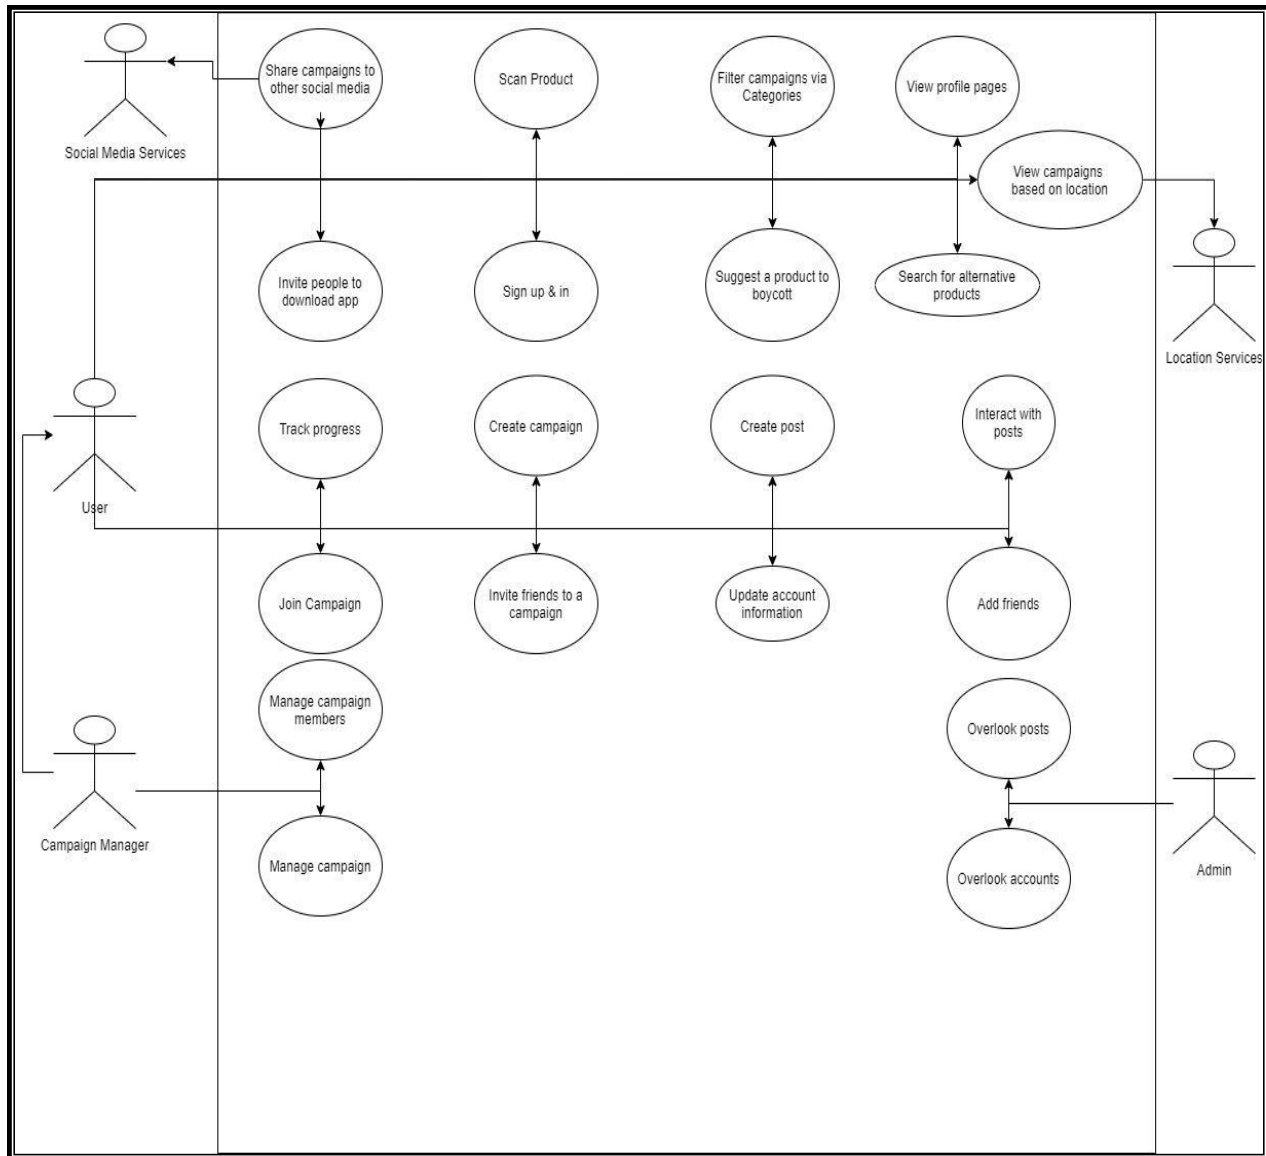 Share campaigns to
other social media
Scan Product
Filter campaigns via
Categories
View profile pages
Social Media Services
View campaigns
based on location
Invite people to
download app
Sign up & in
Suggest a product to
boycott
Search for alternative
products
Location Services
Track progress
Create campaign
Create post
Interact with
posts
User
Join Campaign
Invite friends to a
campaign
Update account
information
Add friends
Manage campaign
members
Overlook posts
Campaign Manager
Manage campaign
Overlook accounts
Admin